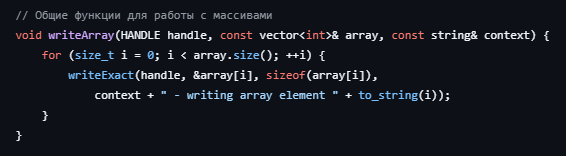 // Общие функции для работы с массивами
void writeArray(HANDLE handle, const vector<int>& array, const string& context) {
    for (size_t i = 0; i < array.size(); ++i) {
        writeExact(handle, &array[i], sizeof(array[i]),
            context + " - writing array element " + to_string(i));
    }
}